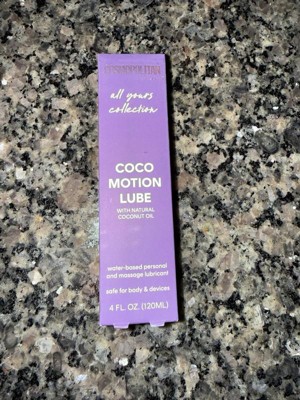 COSMOPOLITAN
all yours
collection
COCO
MOTION
LUBE
WITH NATURAL
COCONUT OIL
water-based personal
and massage lubricant
safe for body & devices
4 FL. OZ. (120ML)